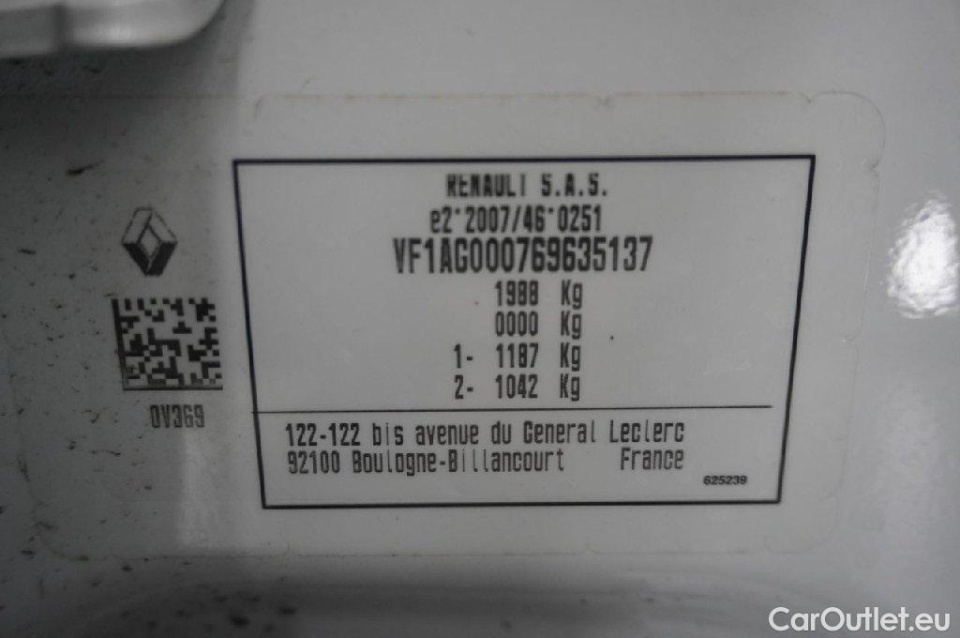 RENAULT S.A.S.
e2*2007/46*0251
VF1AG000769635137
1988 Kg
0000 Kg
1- 1187 Kg
2- 1042 Kg
0V369
122-122 bis avenue du General Leclerc
92100 Boulogne-Billancourt France
625239
CarOutlet.eu